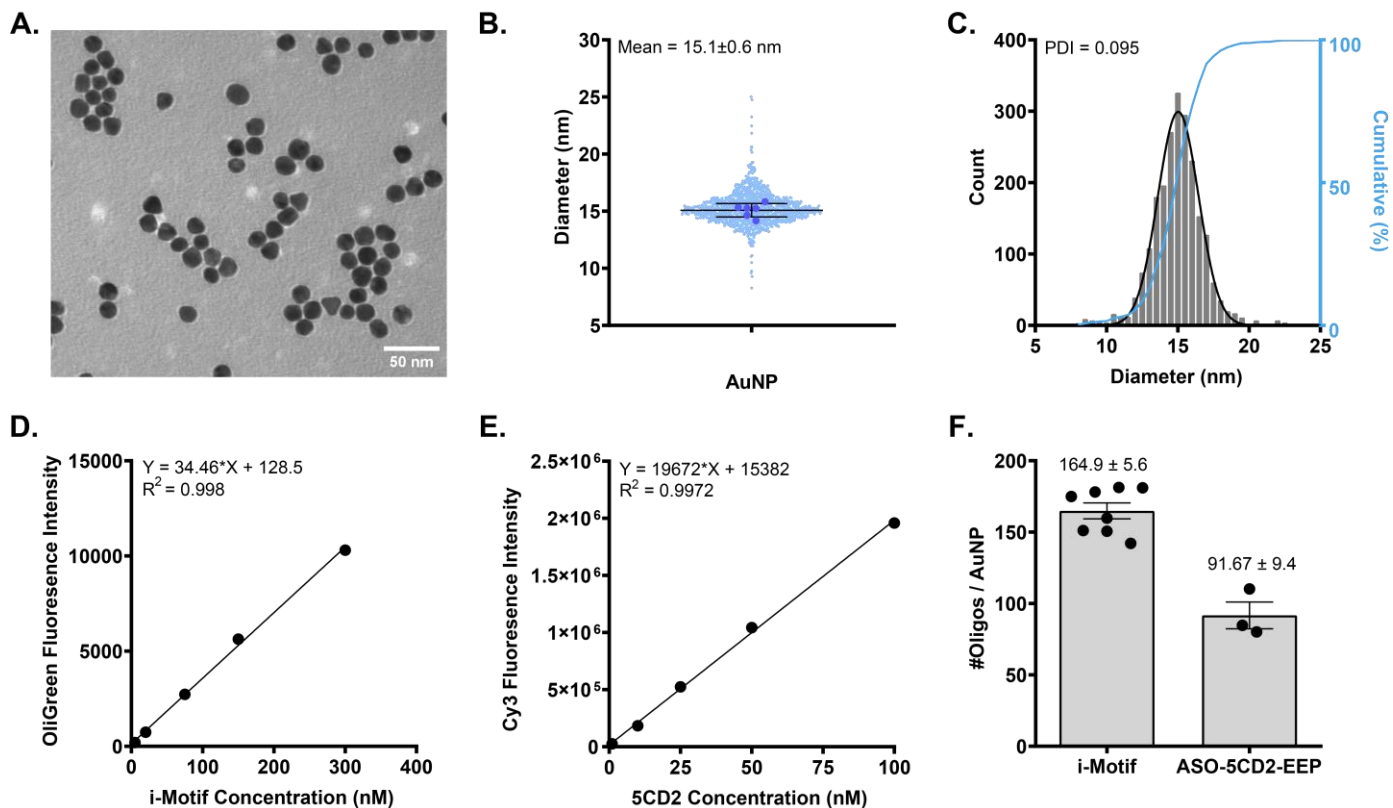 A.
50 nm
B.
Mean = 15.1±0.6 nm
Diameter (nm)
30
25
20
15
10
5
AuNP
C.
PDI = 0.095
Count
400
300
200
100
0
5
10
15
20
25
Diameter (nm)
100
50
0
Cumulative (%)
D.
Y = 34.46*X + 128.5
R² = 0.998
OliGreen Fluoresence Intensity
15000
10000
5000
0
0
100
200
300
400
i-Motif Concentration (nM)
E.
Y = 19672*X + 15382
R² = 0.9972
Cy3 Fluoresence Intensity
2.5×10⁶
2×10⁶
1.5×10⁶
1×10⁶
5×10⁵
0
0
25
50
75
100
5CD2 Concentration (nM)
F.
164.9 ± 5.6
91.67 ± 9.4
#Oligos / AuNP
200
150
100
50
0
i-Motif
ASO-5CD2-EEP